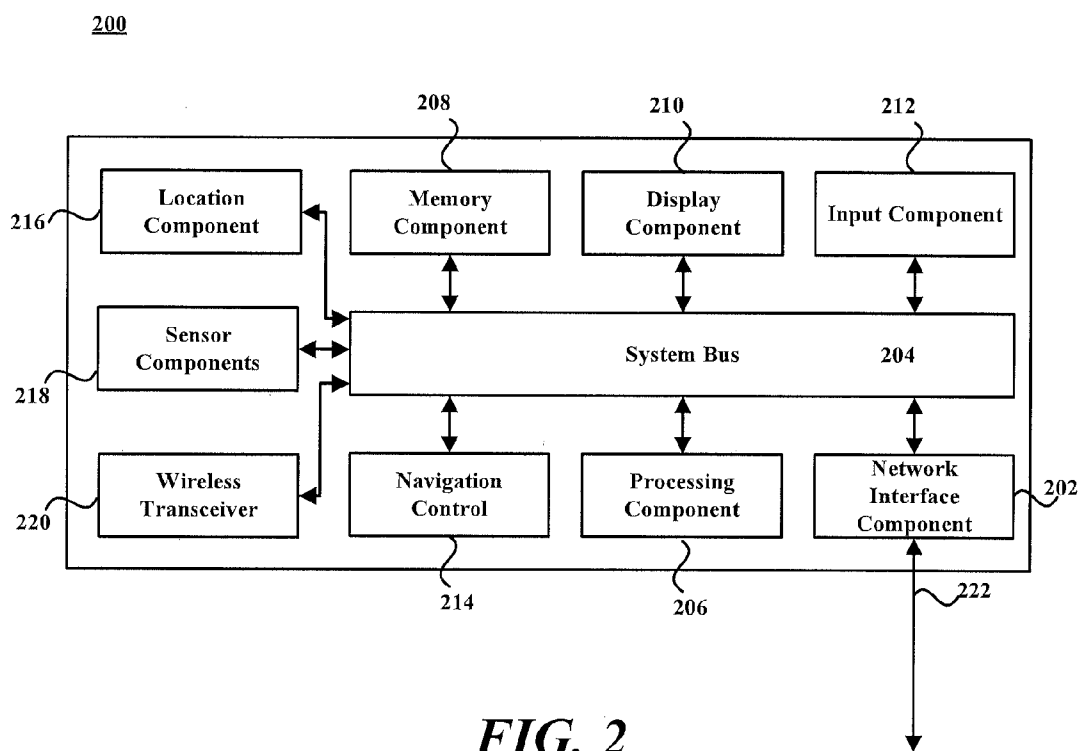 200
208
210
212
Location
Component
Memory
Component
Display
Component
Input Component
216
Sensor
Components
System Bus
204
218
Wireless
Transceiver
Navigation
Control
Processing
Component
Network
Interface
Component
202
220
214
206
222
FIG. 2